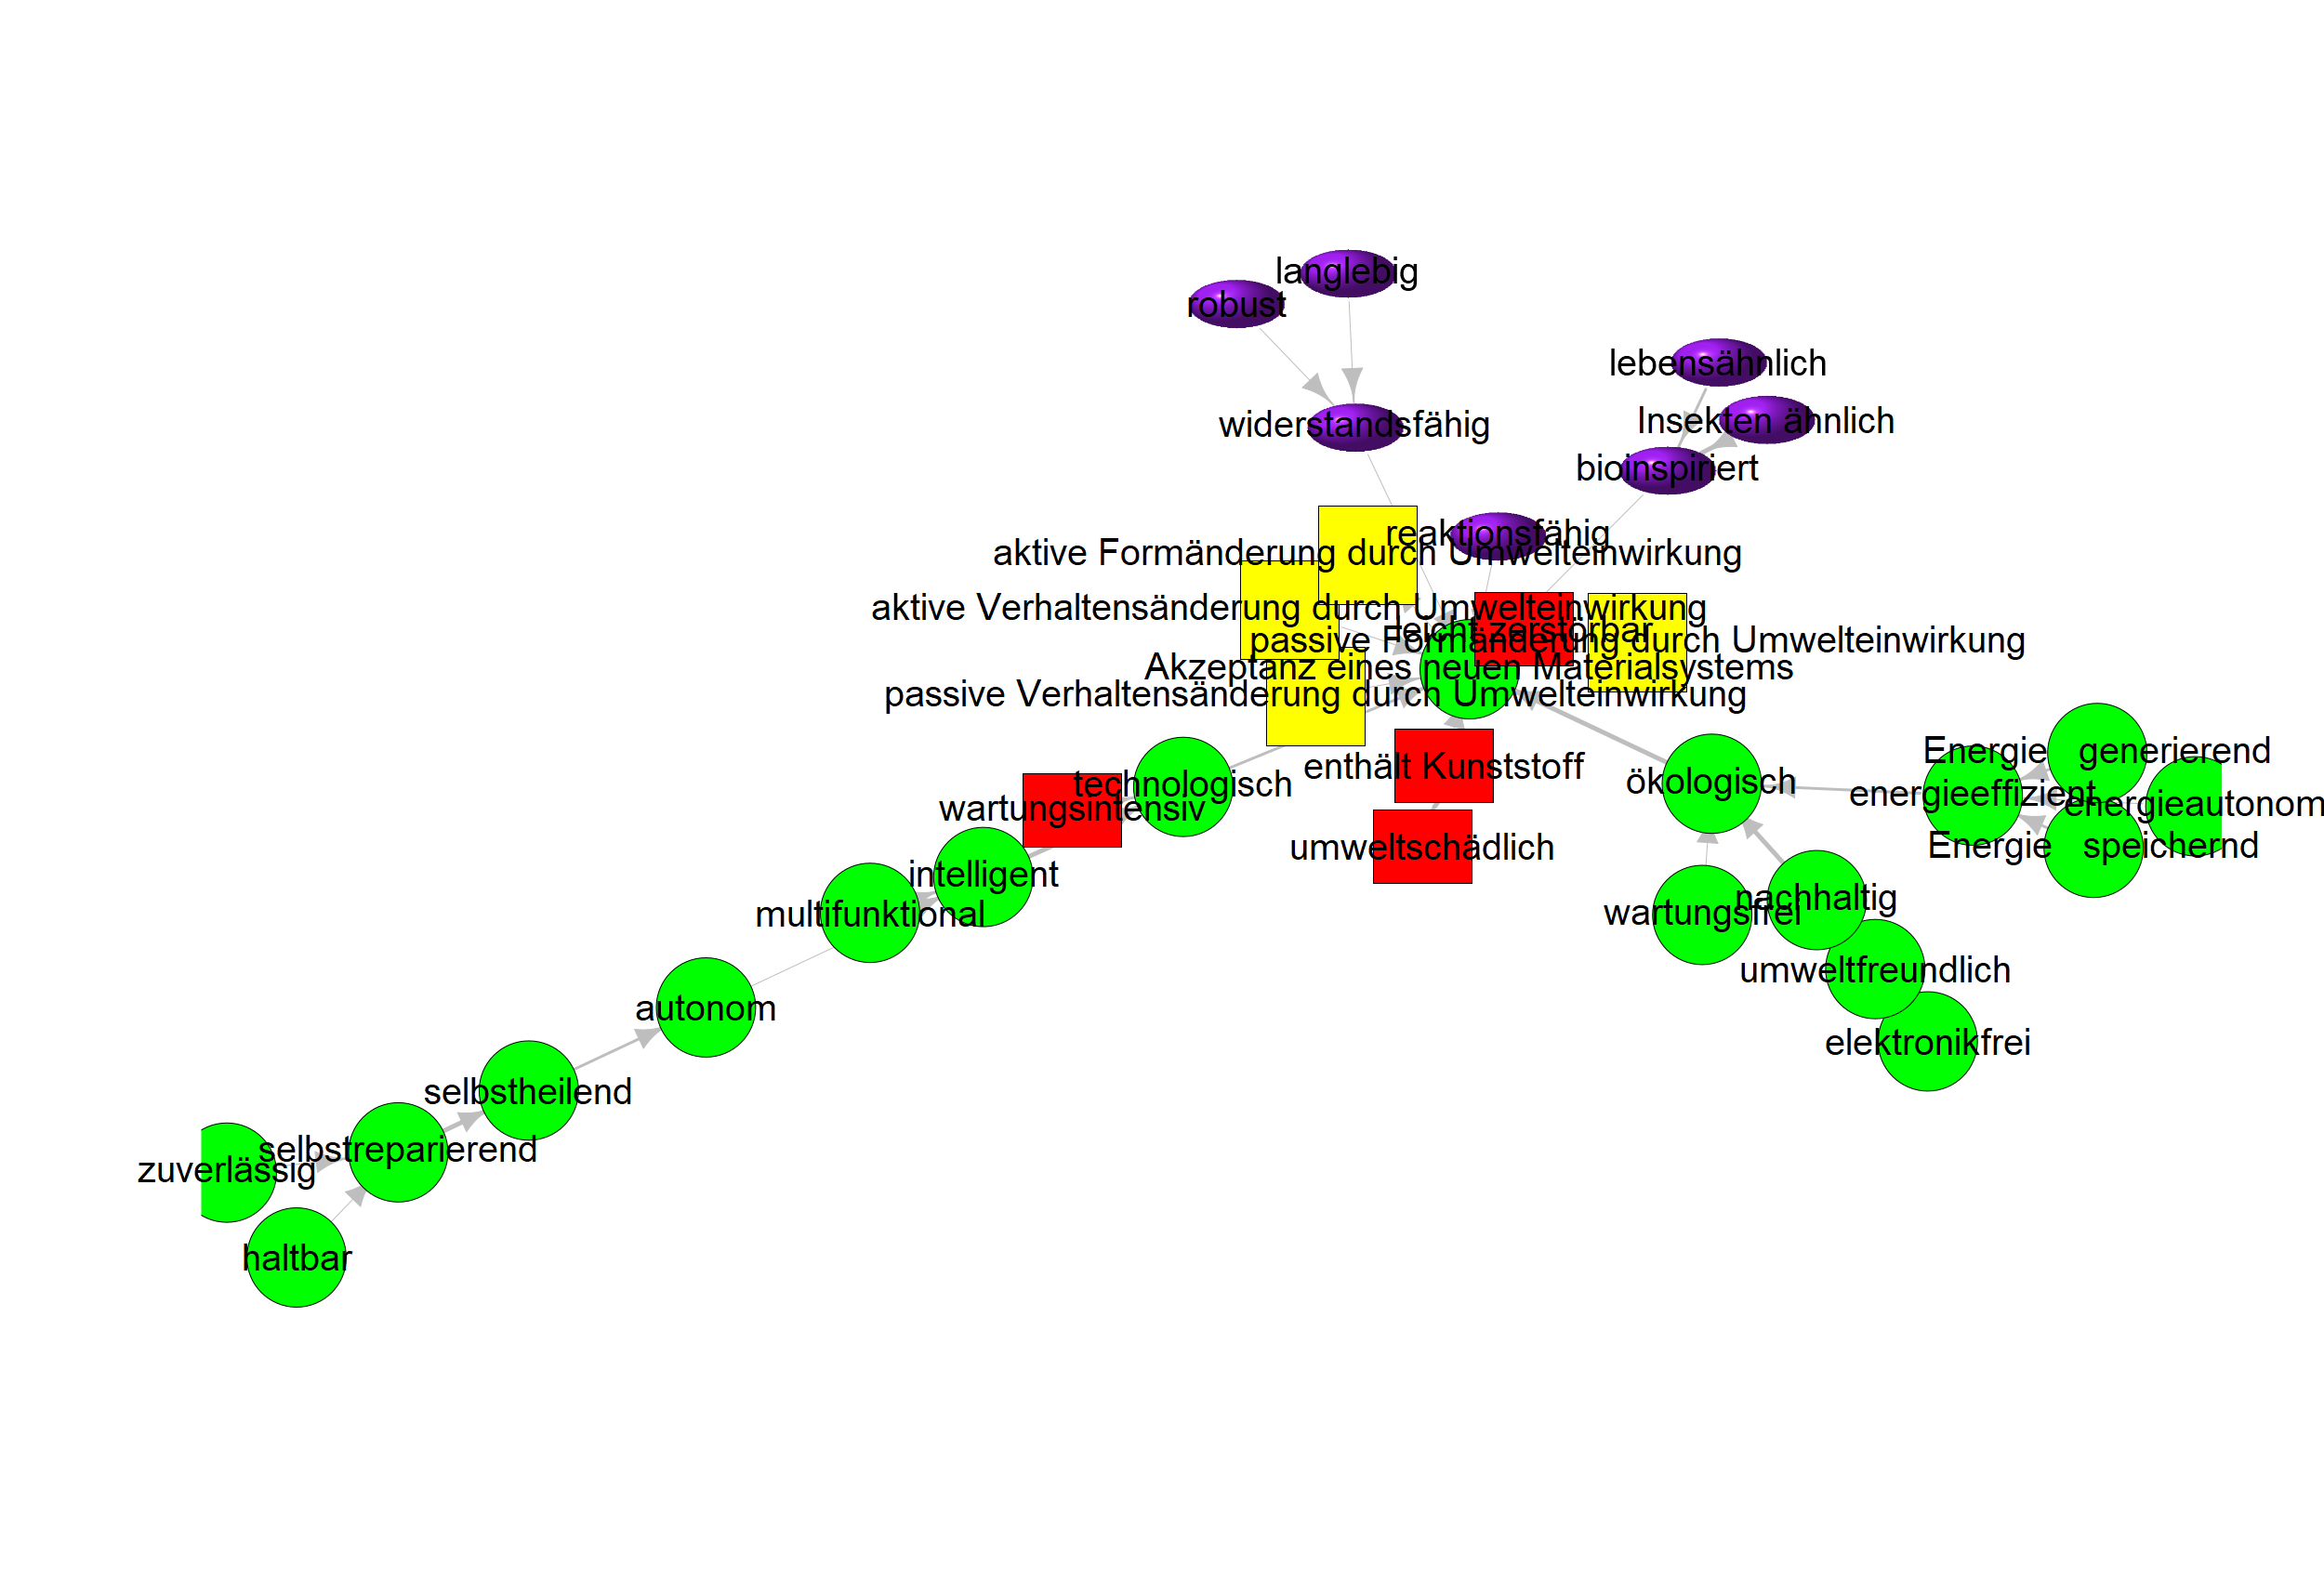 langlebig
robust
lebensähnlich
Insekten ähnlich
widerstandsfähig
bioinspiriert
reaktionsfähig
aktive Formänderung durch Umwelteinwirkung
aktive Verhaltensänderung durch Umwelteinwirkung
leicht zerstörbar
passive Formänderung durch Umwelteinwirkung
Akzeptanz eines neuen Materialsystems
passive Verhaltensänderung durch Umwelteinwirkung
Energie generierend
enthält Kunststoff
ökologisch
technologisch
energieeffizient
energieautonom
wartungsintensiv
Energie speichernd
umweltschädlich
intelligent
nachhaltig
wartungsfrei
multifunktional
umweltfreundlich
autonom
elektronikfrei
selbstheilend
selbstreparierend
zuverlässig
haltbar